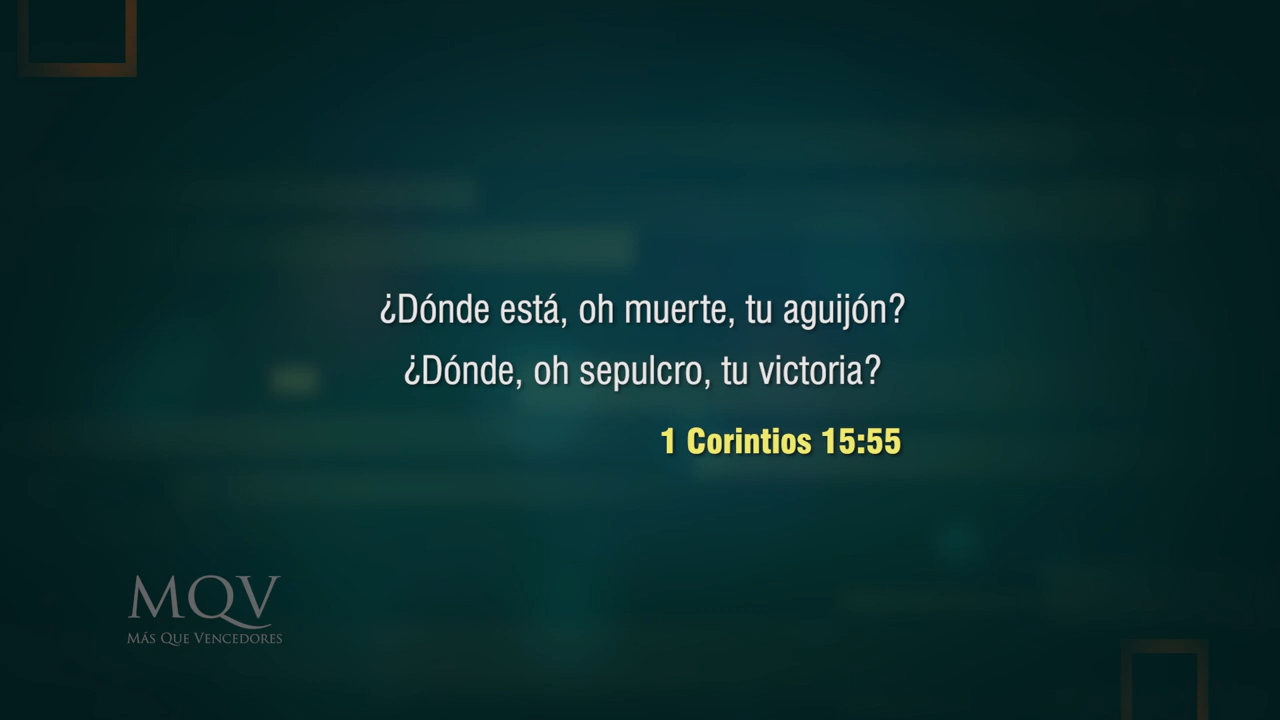 ¿Dónde está, oh muerte, tu aguijón?
¿Dónde, oh sepulcro, tu victoria?
1 Corintios 15:55
MQV
MÁS QUE VENCEDORES